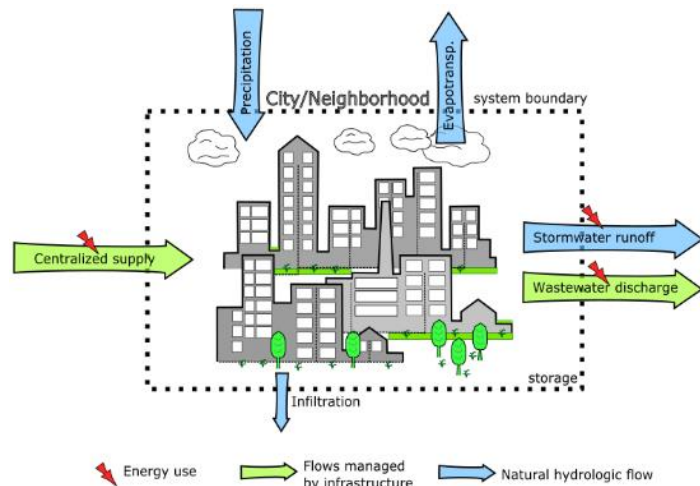 Precipitation
Evapotransp.
City/Neighborhood
system boundary
Centralized supply
Stormwater runoff
Wastewater discharge
storage
Infiltration
Energy use
Flows managed
by infrastructure
Natural hydrologic flow